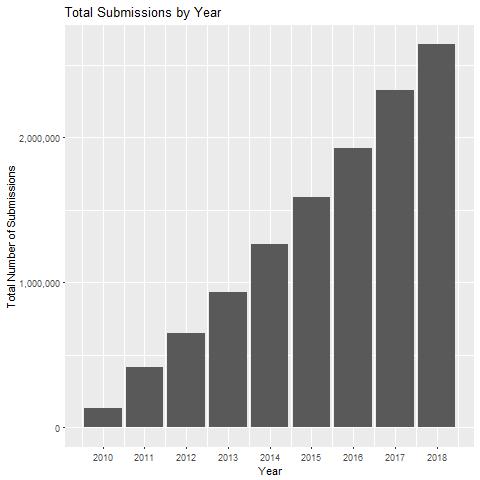 Total Submissions by Year
Total Number of Submissions
2,000,000
1,000,000
0
2010 2011 2012 2013 2014 2015 2016 2017 2018
Year